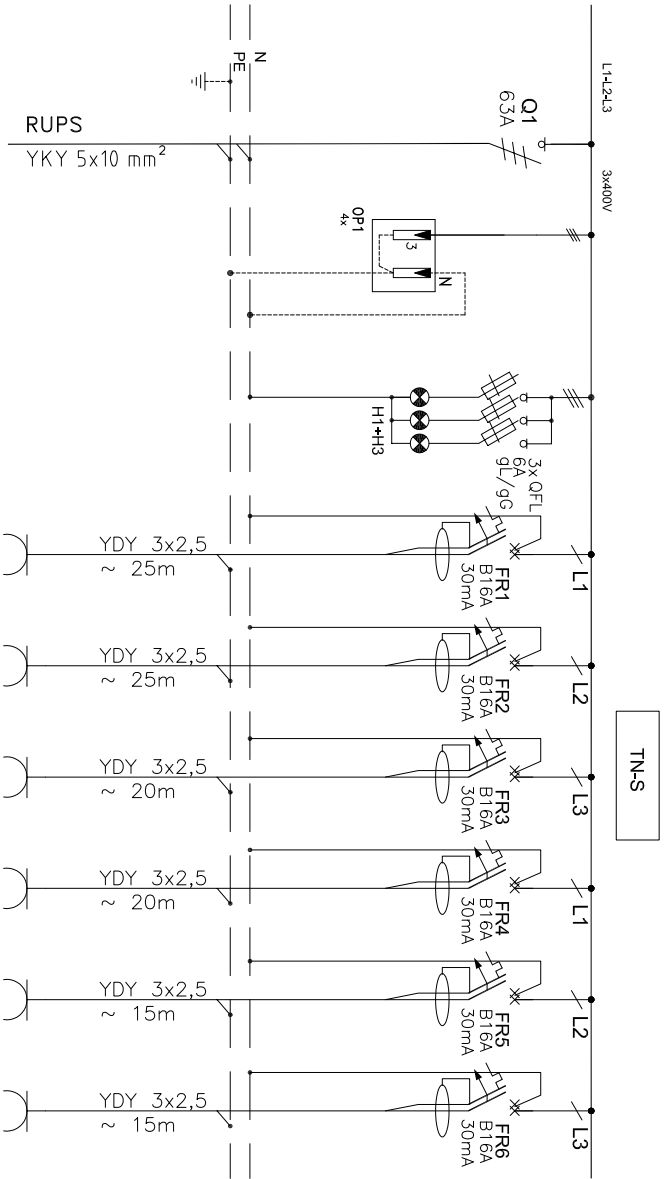 L1-L2-L3
3x400V
N
PE
Q1
63A
RUPS
YKY 5x10 mm²
OP1
4x
3
N
H1÷H3
3x QFL
6A
gL/gG
TN-S
L1
FR1
B16A
30mA
YDY 3x2,5
~ 25m
L2
FR2
B16A
30mA
YDY 3x2,5
~ 25m
L3
FR3
B16A
30mA
YDY 3x2,5
~ 20m
L1
FR4
B16A
30mA
YDY 3x2,5
~ 20m
L2
FR5
B16A
30mA
YDY 3x2,5
~ 15m
L3
FR6
B16A
30mA
YDY 3x2,5
~ 15m